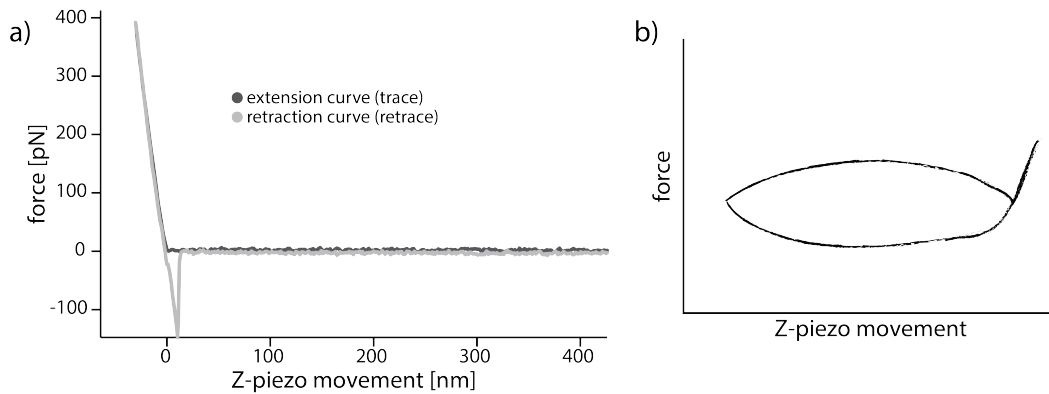 a)
force [pN]
400
300
200
100
0
-100
extension curve (trace)
retraction curve (retrace)
0 100 200 300 400
Z-piezo movement [nm]
b)
force
Z-piezo movement